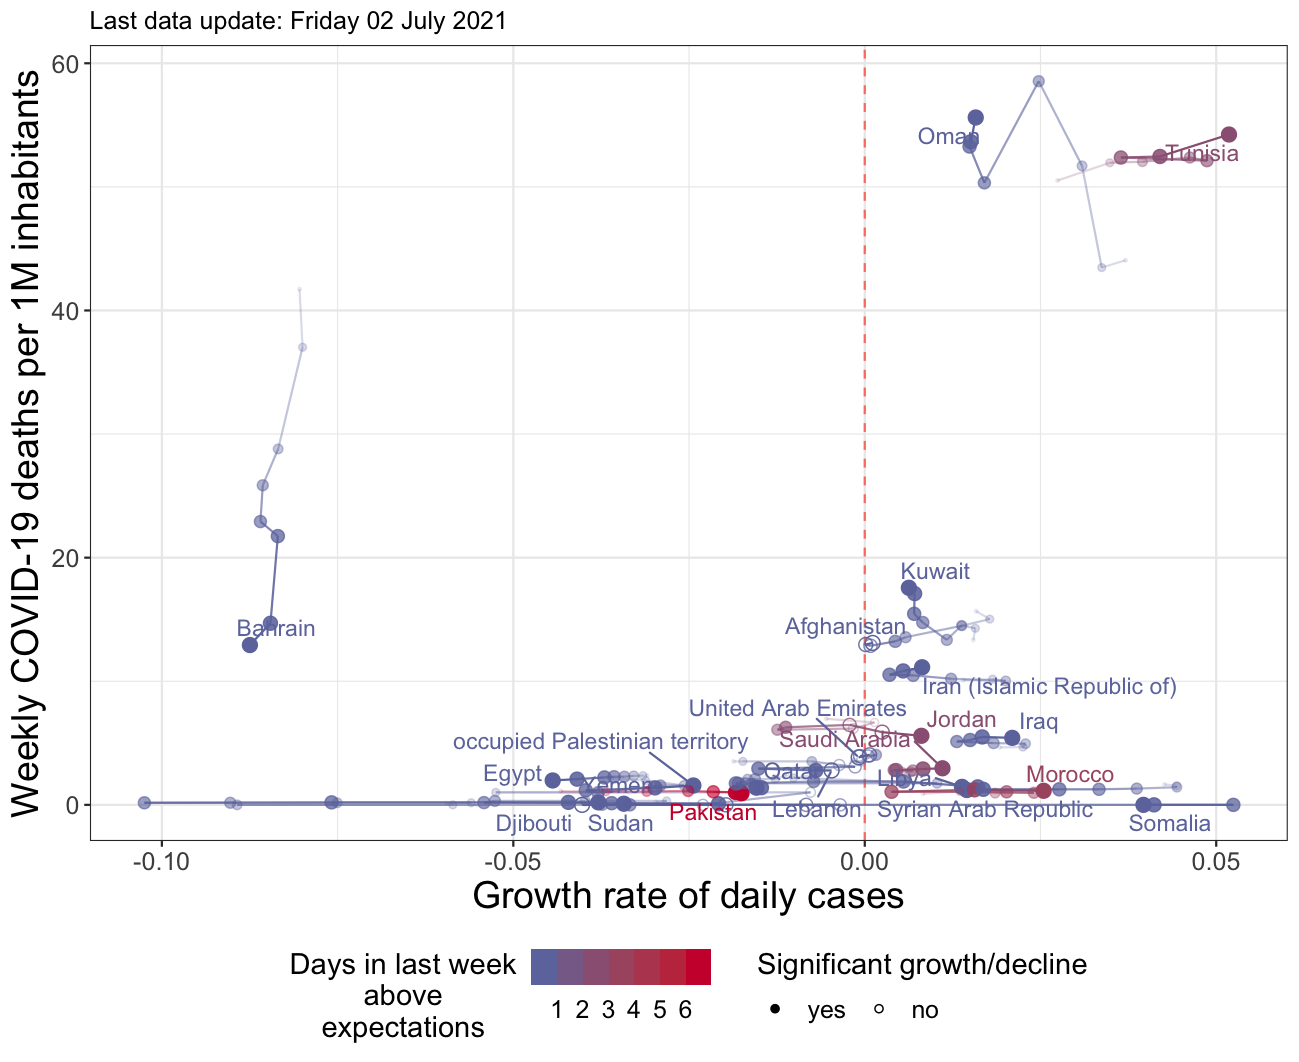 Last data update: Friday 02 July 2021
Weekly COVID-19 deaths per 1M inhabitants
60
40
20
0
Oman
Tunisia
Kuwait
Bahrain
Afghanistan
Iran (Islamic Republic of)
United Arab Emirates
Jordan
Iraq
occupied Palestinian territory
Saudi Arabia
Egypt
Yemen
Qatar
Libya
Morocco
Pakistan
Lebanon
Syrian Arab Republic
Djibouti
Sudan
Somalia
-0.10
-0.05
0.00
0.05
Growth rate of daily cases
Days in last week
above
expectations
1 2 3 4 5 6
Significant growth/decline
yes
no